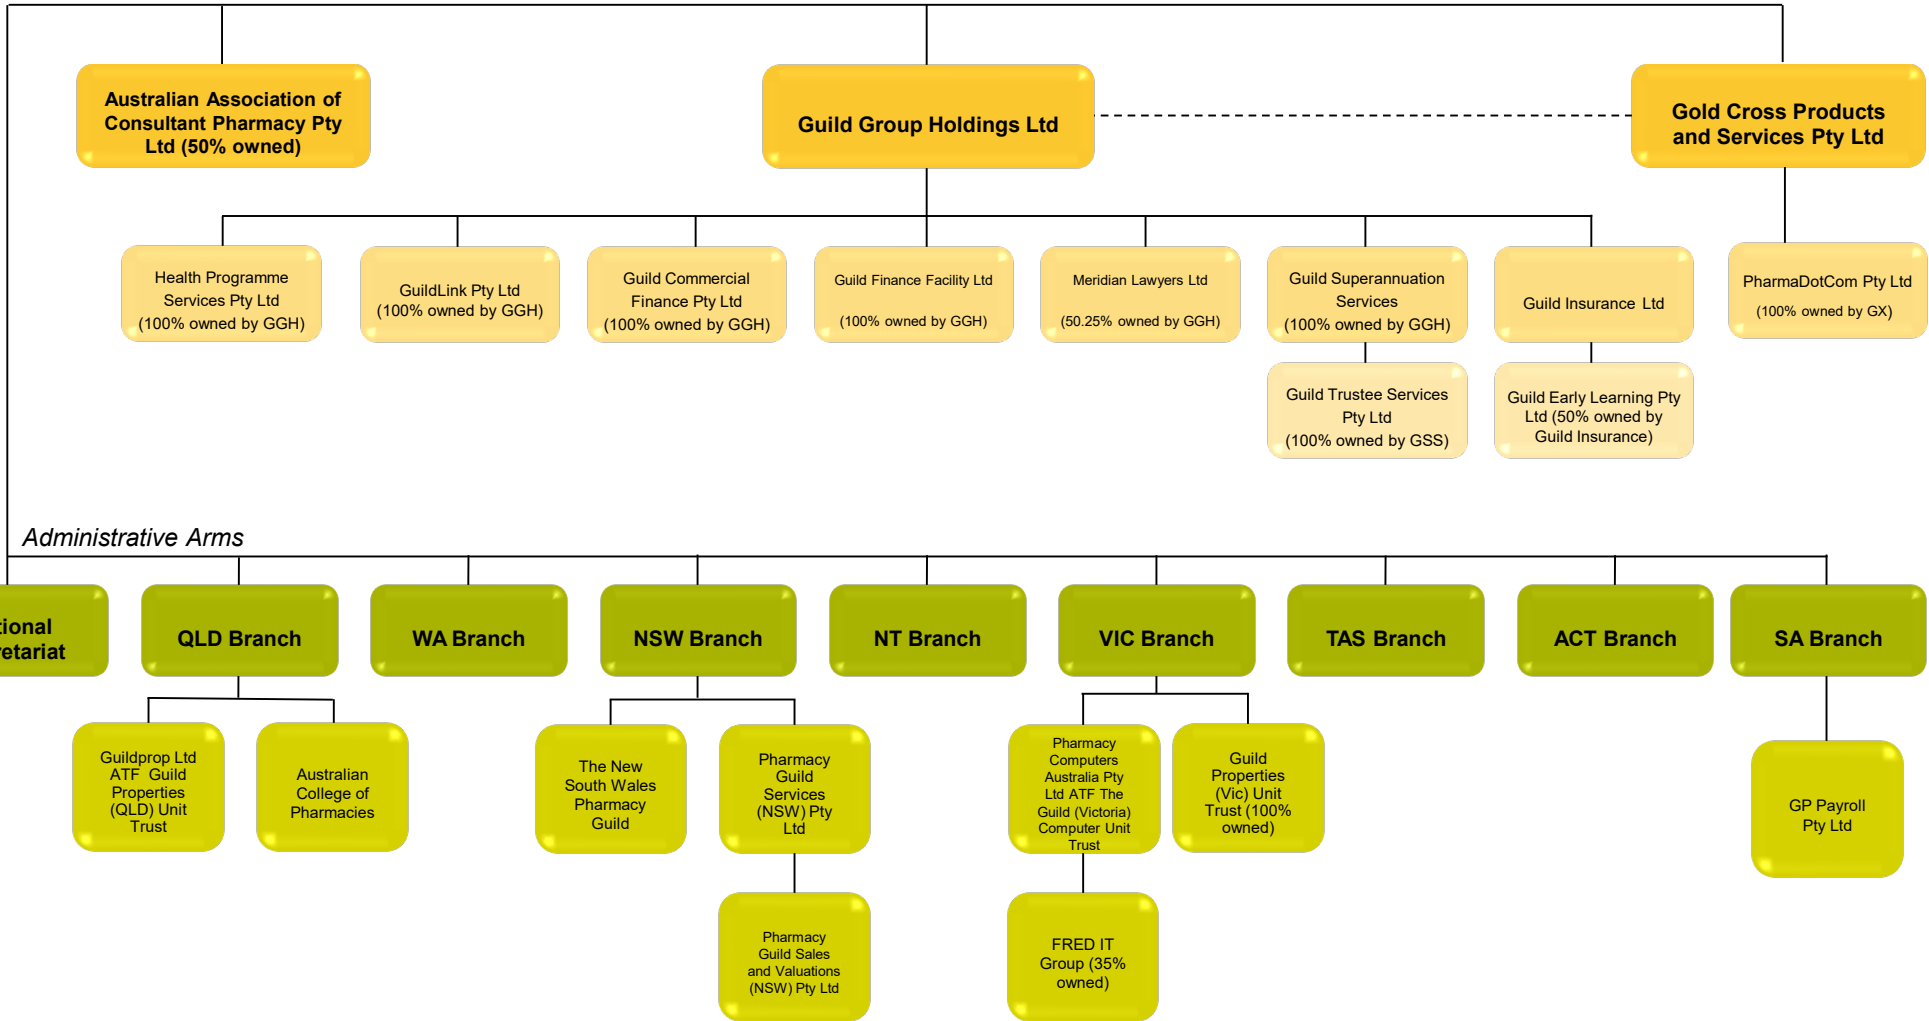 Australian Association of
Consultant Pharmacy Pty
Ltd (50% owned)
Guild Group Holdings Ltd
Gold Cross Products
and Services Pty Ltd
Health Programme
Services Pty Ltd
(100% owned by GGH)
GuildLink Pty Ltd
(100% owned by GGH)
Guild Commercial
Finance Pty Ltd
(100% owned by GGH)
Guild Finance Facility Ltd
(100% owned by GGH)
Meridian Lawyers Ltd
(50.25% owned by GGH)
Guild Superannuation
Services
(100% owned by GGH)
Guild Insurance Ltd
PharmaDotCom Pty Ltd
(100% owned by GX)
Guild Trustee Services
Pty Ltd
(100% owned by GSS)
Guild Early Learning Pty
Ltd (50% owned by
Guild Insurance)
Administrative Arms
tional
retariat
QLD Branch
WA Branch
NSW Branch
NT Branch
VIC Branch
TAS Branch
ACT Branch
SA Branch
Guildprop Ltd
ATF Guild
Properties
(QLD) Unit
Trust
Australian
College of
Pharmacies
The New
South Wales
Pharmacy
Guild
Pharmacy
Guild
Services
(NSW) Pty
Ltd
Pharmacy
Computers
Australia Pty
Ltd ATF The
Guild (Victoria)
Computer Unit
Trust
Guild
Properties
(Vic) Unit
Trust (100%
owned)
GP Payroll
Pty Ltd
Pharmacy
Guild Sales
and Valuations
(NSW) Pty Ltd
FRED IT
Group (35%
owned)